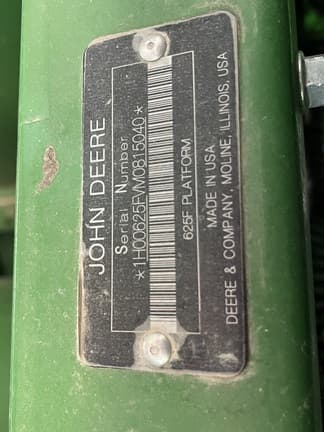 JOHN DEERE
Serial Number
*1H00625FVM0815040*
625F PLATFORM
MADE IN USA
DEERE & COMPANY, MOLINE, ILLINOIS, USA